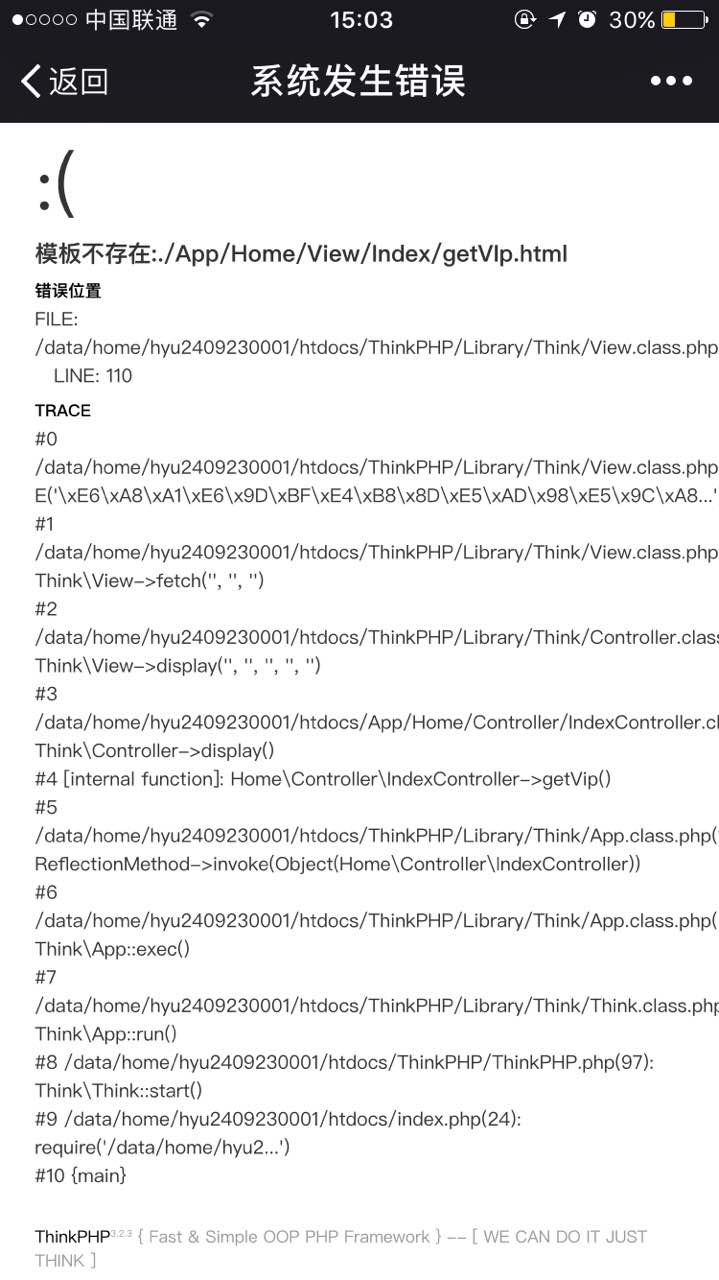 中国联通 15:03 30%
返回 系统发生错误
:(
模板不存在:./App/Home/View/Index/getVIp.html
错误位置
FILE:
/data/home/hyu2409230001/htdocs/ThinkPHP/Library/Think/View.class.php
LINE: 110
TRACE
#0
/data/home/hyu2409230001/htdocs/ThinkPHP/Library/Think/View.class.php
E('\xE6\xA8\xA1\xE6\x9D\xBF\xE4\xB8\x8D\xE5\xAD\x98\xE5\x9C\xA8...'
#1
/data/home/hyu2409230001/htdocs/ThinkPHP/Library/Think/View.class.php
Think\View->fetch('', '', '')
#2
/data/home/hyu2409230001/htdocs/ThinkPHP/Library/Think/Controller.clas
Think\View->display('', '', '', '', '')
#3
/data/home/hyu2409230001/htdocs/App/Home/Controller/IndexController.cl
Think\Controller->display()
#4 [internal function]: Home\Controller\IndexController->getVip()
#5
/data/home/hyu2409230001/htdocs/ThinkPHP/Library/Think/App.class.php(
ReflectionMethod->invoke(Object(Home\Controller\IndexController))
#6
/data/home/hyu2409230001/htdocs/ThinkPHP/Library/Think/App.class.php(
Think\App::exec()
#7
/data/home/hyu2409230001/htdocs/ThinkPHP/Library/Think/Think.class.php
Think\App::run()
#8 /data/home/hyu2409230001/htdocs/ThinkPHP/ThinkPHP.php(97):
Think\Think::start()
#9 /data/home/hyu2409230001/htdocs/index.php(24):
require('/data/home/hyu2...')
#10 {main}
ThinkPHP3.2.3 { Fast & Simple OOP PHP Framework } -- [ WE CAN DO IT JUST
THINK ]